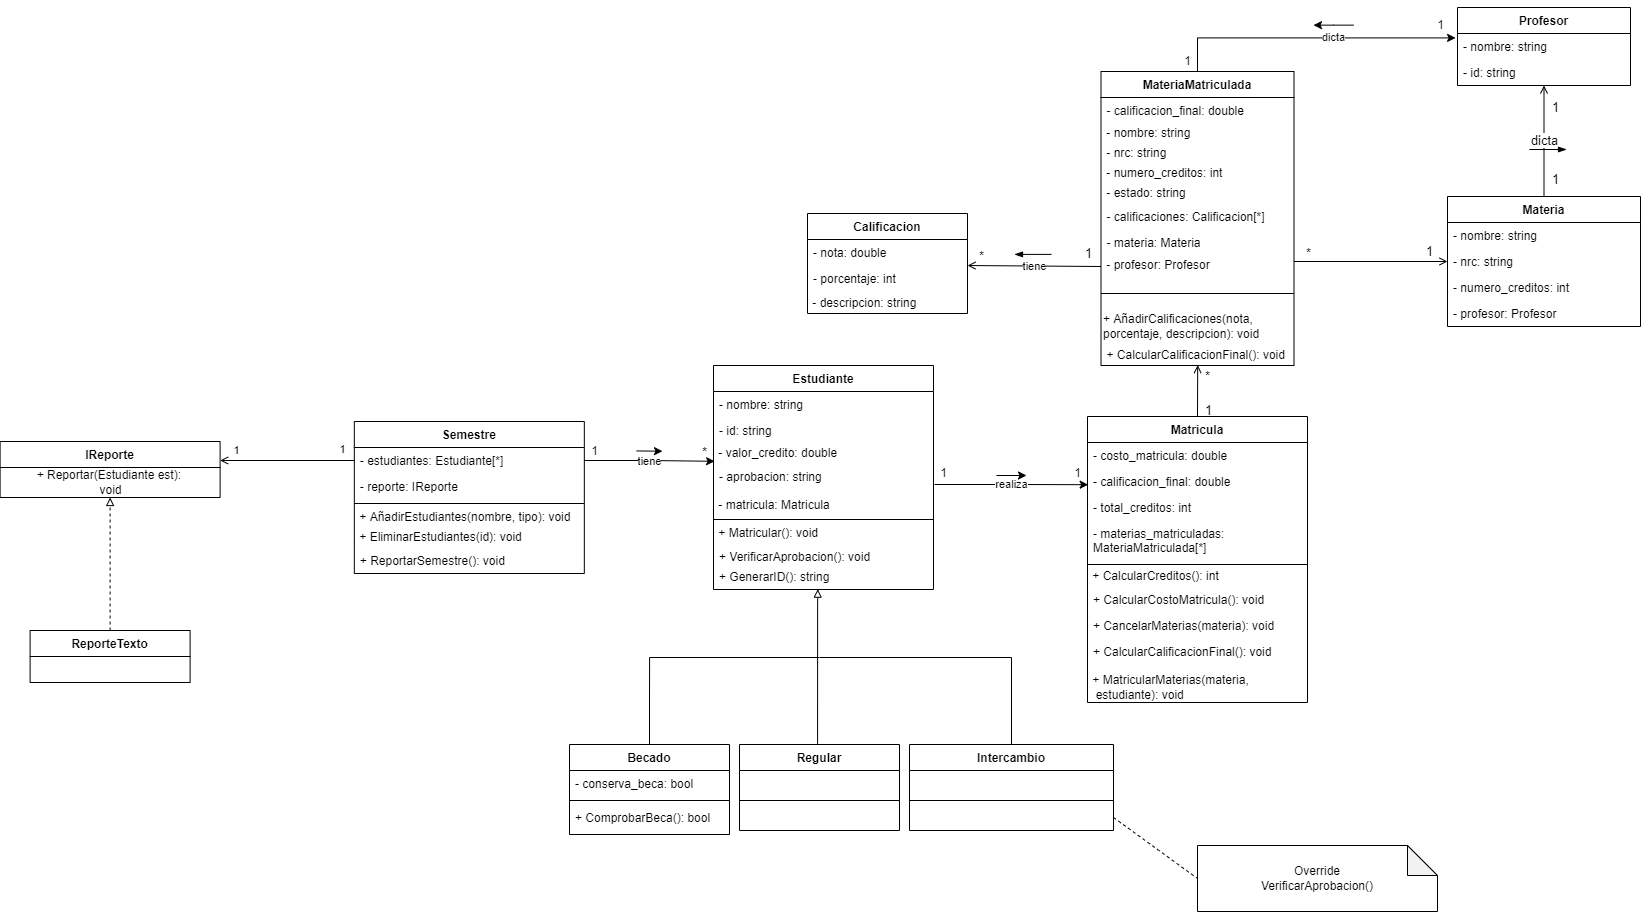 Profesor
- nombre: string
- id: string
1
dicta
1
MateriaMatriculada
- calificacion_final: double
- nombre: string
- nrc: string
- numero_creditos: int
- estado: string
- calificaciones: Calificacion[*]
- materia: Materia
- profesor: Profesor
+ AñadirCalificaciones(nota,
porcentaje, descripcion): void
+ CalcularCalificacionFinal(): void
1
dicta
1
Materia
- nombre: string
- nrc: string
- numero_creditos: int
- profesor: Profesor
*
1
Calificacion
- nota: double
- porcentaje: int
- descripcion: string
*
tiene
1
*
1
Matricula
- costo_matricula: double
- calificacion_final: double
- total_creditos: int
- materias_matriculadas:
MateriaMatriculada[*]
+ CalcularCreditos(): int
+ CalcularCostoMatricula(): void
+ CancelarMaterias(materia): void
+ CalcularCalificacionFinal(): void
+ MatricularMaterias(materia,
estudiante): void
Estudiante
- nombre: string
- id: string
- valor_credito: double
- aprobacion: string
- matricula: Matricula
+ Matricular(): void
+ VerificarAprobacion(): void
+ GenerarID(): string
1
realiza
1
Semestre
- estudiantes: Estudiante[*]
- reporte: IReporte
+ AñadirEstudiantes(nombre, tipo): void
+ EliminarEstudiantes(id): void
+ ReportarSemestre(): void
1
tiene
*
IReporte
+ Reportar(Estudiante est):
void
1
1
ReporteTexto
Becado
- conserva_beca: bool
+ ComprobarBeca(): bool
Regular
Intercambio
Override
VerificarAprobacion()